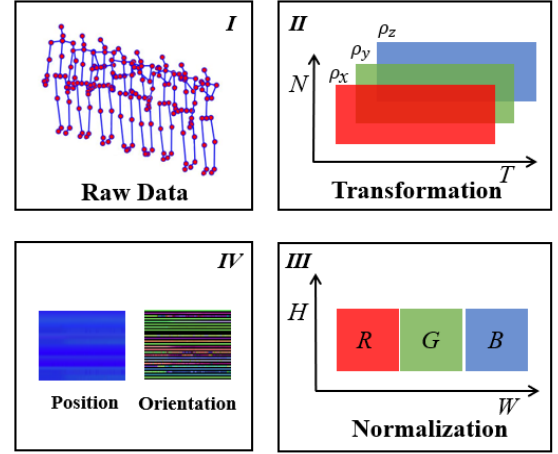 I
Raw Data
II
ρz
ρy
ρx
N
T
Transformation
IV
Position
Orientation
III
H
R
G
B
W
Normalization